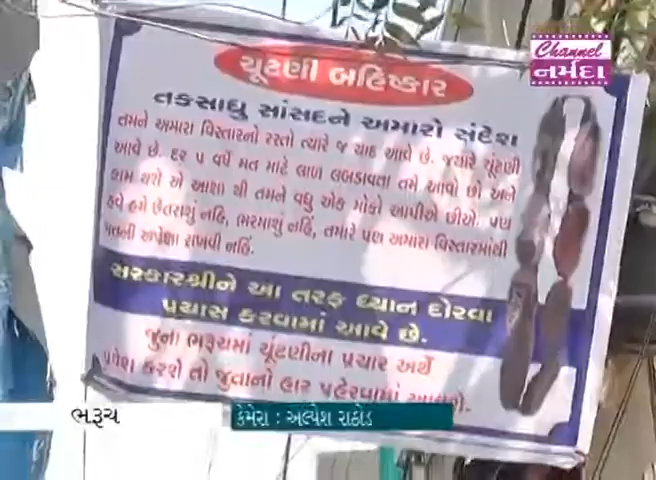 Channel
નર્મદા
ચૂંટણી બહિષ્કાર
તકસાધુ સાંસદને અમારો સંદેશ
તમને અમારા વિસ્તારનો રસ્તો ત્યારે જ યાદ આવે છે. જ્યારે ચૂંટણી
આવે છે. દર ૫ વર્ષે મત માટે લાળ લબડાવતા તમે આવો છો અને
કામ થશે એ આશા થી તમને વધુ એક મોકો આપીએ છીએ. પણ
હવે હમે છેતરાશું નહિ, ભરમાશું નહિં, તમારે પણ અમારા વિસ્તારમાંથી
મતની અપેક્ષા રાખવી નહિં.
સરકારશ્રીને આ તરફ ધ્યાન દોરવા
પ્રયાસ કરવામાં આવે છે.
જુના ભરૂચમાં ચૂંટણીના પ્રચાર અર્થે
પ્રવેશ કરશો તો જુતાનો હાર પહેરવામાં આવશે.
ભરૂચ
કેમેરા : અલ્પેશ રાઠોડ